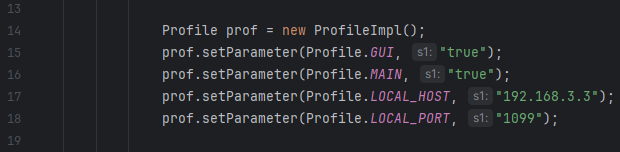 13
14 Profile prof = new ProfileImpl();
15 prof.setParameter(Profile.GUI, s1: "true");
16 prof.setParameter(Profile.MAIN, s1: "true");
17 prof.setParameter(Profile.LOCAL_HOST, s1: "192.168.3.3");
18 prof.setParameter(Profile.LOCAL_PORT, s1: "1099");
19